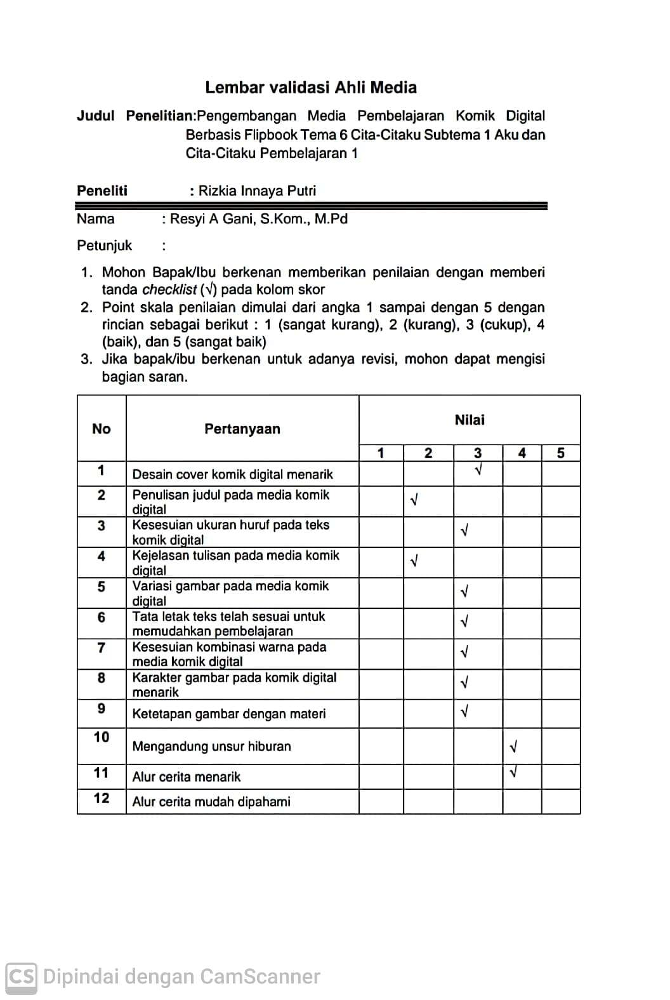 Lembar validasi Ahli Media
Judul Penelitian:Pengembangan Media Pembelajaran Komik Digital
Berbasis Flipbook Tema 6 Cita-Citaku Subtema 1 Aku dan
Cita-Citaku Pembelajaran 1
Peneliti : Rizkia Innaya Putri
Nama : Resyi A Gani, S.Kom., M.Pd
Petunjuk :
1. Mohon Bapak/Ibu berkenan memberikan penilaian dengan memberi
tanda checklist (√) pada kolom skor
2. Point skala penilaian dimulai dari angka 1 sampai dengan 5 dengan
rincian sebagai berikut : 1 (sangat kurang), 2 (kurang), 3 (cukup), 4
(baik), dan 5 (sangat baik)
3. Jika bapak/ibu berkenan untuk adanya revisi, mohon dapat mengisi
bagian saran.
No Pertanyaan Nilai
1 2 3 4 5
1 Desain cover komik digital menarik √
2 Penulisan judul pada media komik
digital √
3 Kesesuian ukuran huruf pada teks
komik digital √
4 Kejelasan tulisan pada media komik
digital √
5 Variasi gambar pada media komik
digital √
6 Tata letak teks telah sesuai untuk
memudahkan pembelajaran √
7 Kesesuian kombinasi warna pada
media komik digital √
8 Karakter gambar pada komik digital
menarik √
9 Ketetapan gambar dengan materi √
10 Mengandung unsur hiburan √
11 Alur cerita menarik √
12 Alur cerita mudah dipahami
CS Dipindai dengan CamScanner